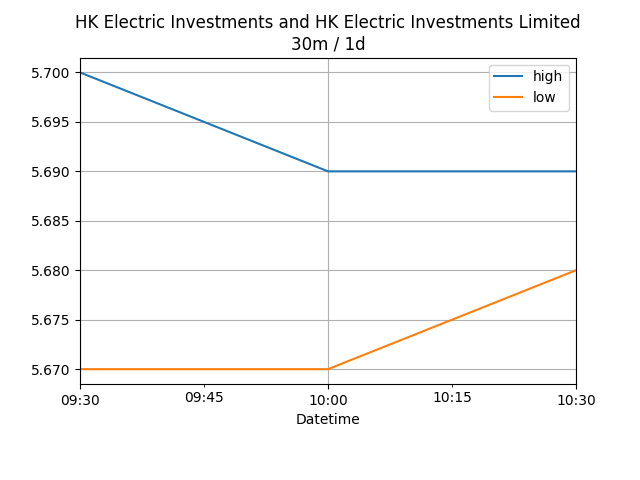 HK Electric Investments and HK Electric Investments Limited
30m / 1d
high
low
5.700
5.695
5.690
5.685
5.680
5.675
5.670
09:30 09:45 10:00 10:15 10:30
Datetime